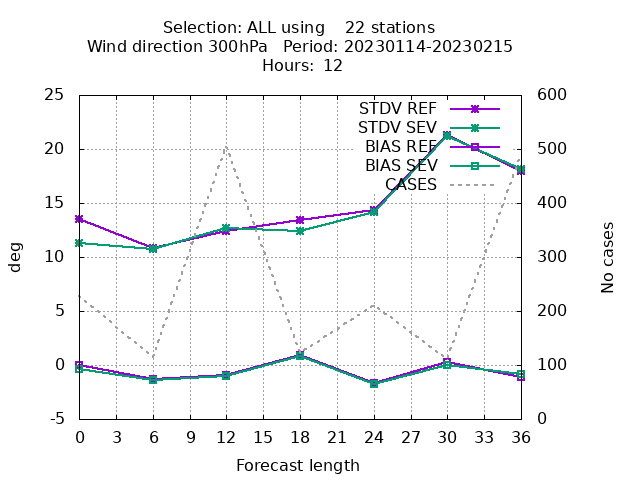 Selection: ALL using    22 stations
Wind direction 300hPa   Period: 20230114-20230215
Hours:  12
25 600
STDV REF
STDV SEV
20 BIAS REF 500
BIAS SEV
CASES
15 400
10 300
5 200
0 100
-5 0
deg
No cases
0 3 6 9 12 15 18 21 24 27 30 33 36
Forecast length